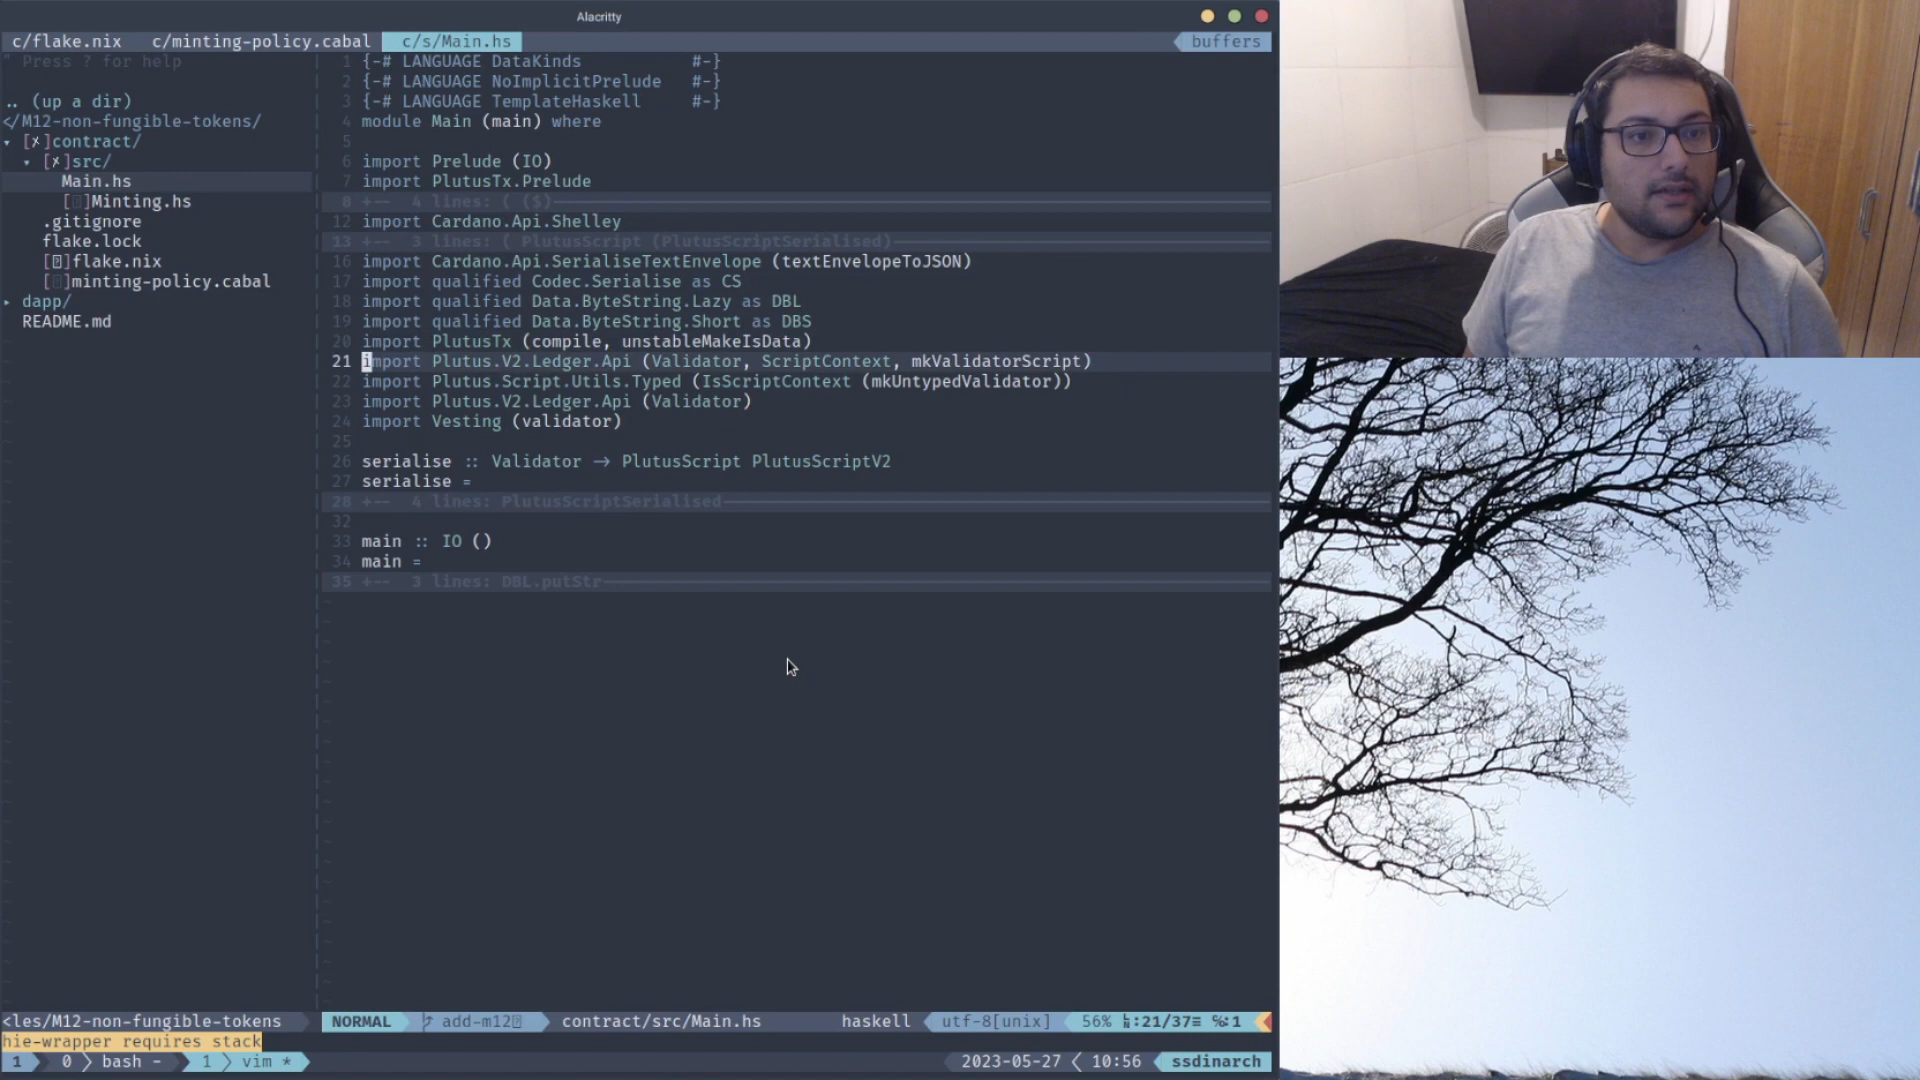 Alacritty
c/flake.nix c/minting-policy.cabal c/s/Main.hs buffers
" Press ? for help
.. (up a dir)
</M12-non-fungible-tokens/
▾ [✗]contract/
▾ [✗]src/
Main.hs
[]Minting.hs
.gitignore
flake.lock
[]flake.nix
[]minting-policy.cabal
▸ dapp/
README.md
1 {-# LANGUAGE DataKinds #-}
2 {-# LANGUAGE NoImplicitPrelude #-}
3 {-# LANGUAGE TemplateHaskell #-}
4 module Main (main) where
5
6 import Prelude (IO)
7 import PlutusTx.Prelude
8 +-- 4 lines: ( ($)
12 import Cardano.Api.Shelley
13 +-- 3 lines: ( PlutusScript (PlutusScriptSerialised)
16 import Cardano.Api.SerialiseTextEnvelope (textEnvelopeToJSON)
17 import qualified Codec.Serialise as CS
18 import qualified Data.ByteString.Lazy as DBL
19 import qualified Data.ByteString.Short as DBS
20 import PlutusTx (compile, unstableMakeIsData)
21 import Plutus.V2.Ledger.Api (Validator, ScriptContext, mkValidatorScript)
22 import Plutus.Script.Utils.Typed (IsScriptContext (mkUntypedValidator))
23 import Plutus.V2.Ledger.Api (Validator)
24 import Vesting (validator)
25
26 serialise :: Validator → PlutusScript PlutusScriptV2
27 serialise =
28 +-- 4 lines: PlutusScriptSerialised
32
33 main :: IO ()
34 main =
35 +-- 3 lines: DBL.putStr
<les/M12-non-fungible-tokens NORMAL add-m12 contract/src/Main.hs haskell utf-8[unix] 56% :21/37≡ ℅:1
hie-wrapper requires stack
1 0 bash - 1 vim * 2023-05-27 10:56 ssdinarch